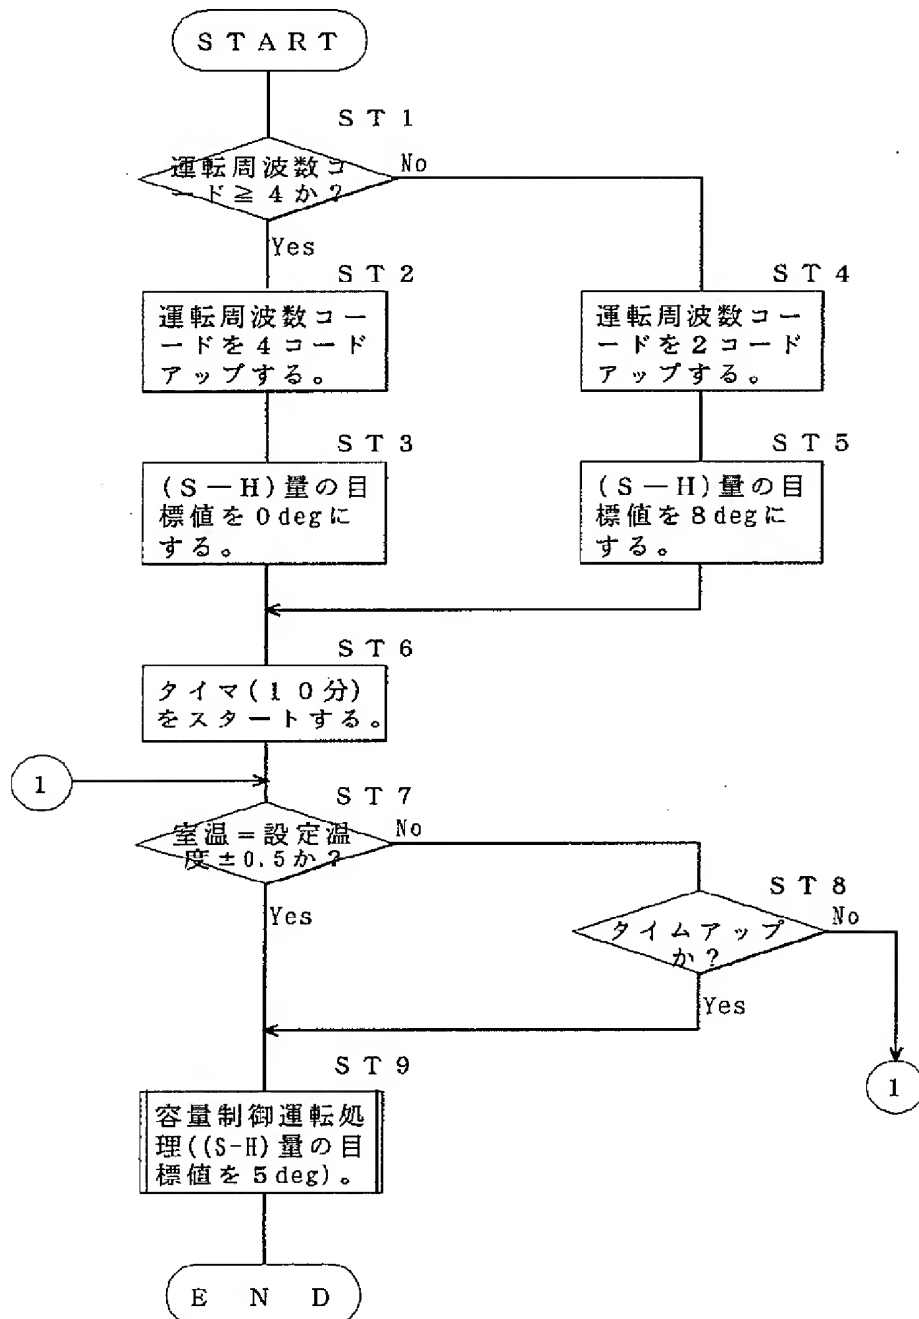 START
ST1
運転周波数コ
ード≧4か?
No
Yes
ST2
運転周波数コー
ードを4コード
アップする。
ST4
運転周波数コー
ードを2コード
アップする。
ST3
(S-H)量の目
標値を0degに
する。
ST5
(S-H)量の目
標値を8degに
する。
ST6
タイマ(10分)
をスタートする。
1
ST7
室温=設定温
度±0.5か?
No
Yes
ST8
タイムアップ
か?
No
Yes
1
ST9
容量制御運転処
理((S-H)量の目
標値を5deg)。
END